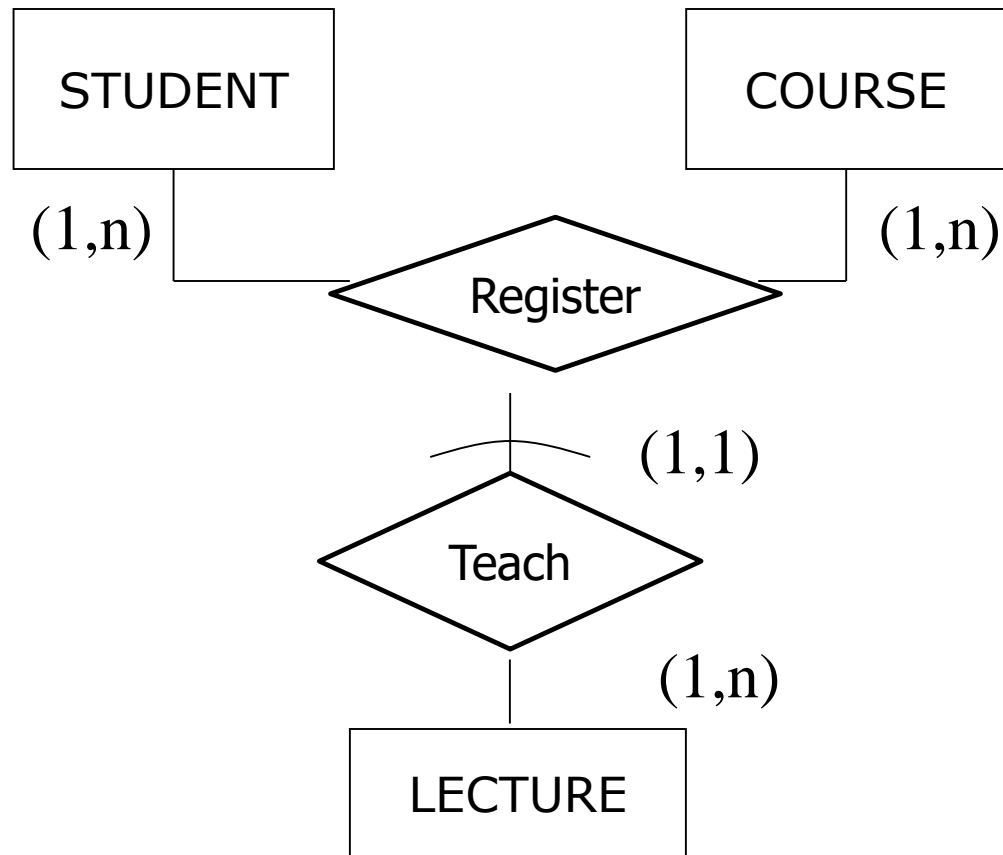 STUDENT
COURSE
(1,n)
(1,n)
Register
(1,1)
Teach
(1,n)
LECTURE